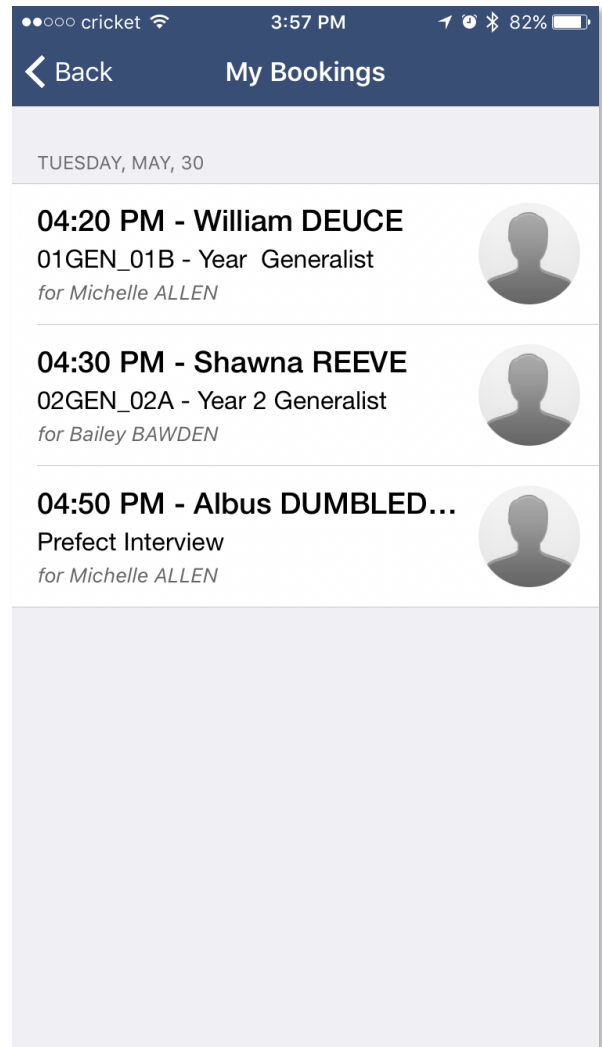 cricket 3:57 PM 82%
Back My Bookings
TUESDAY, MAY, 30
04:20 PM - William DEUCE
01GEN_01B - Year  Generalist
for Michelle ALLEN
04:30 PM - Shawna REEVE
02GEN_02A - Year 2 Generalist
for Bailey BAWDEN
04:50 PM - Albus DUMBLED...
Prefect Interview
for Michelle ALLEN